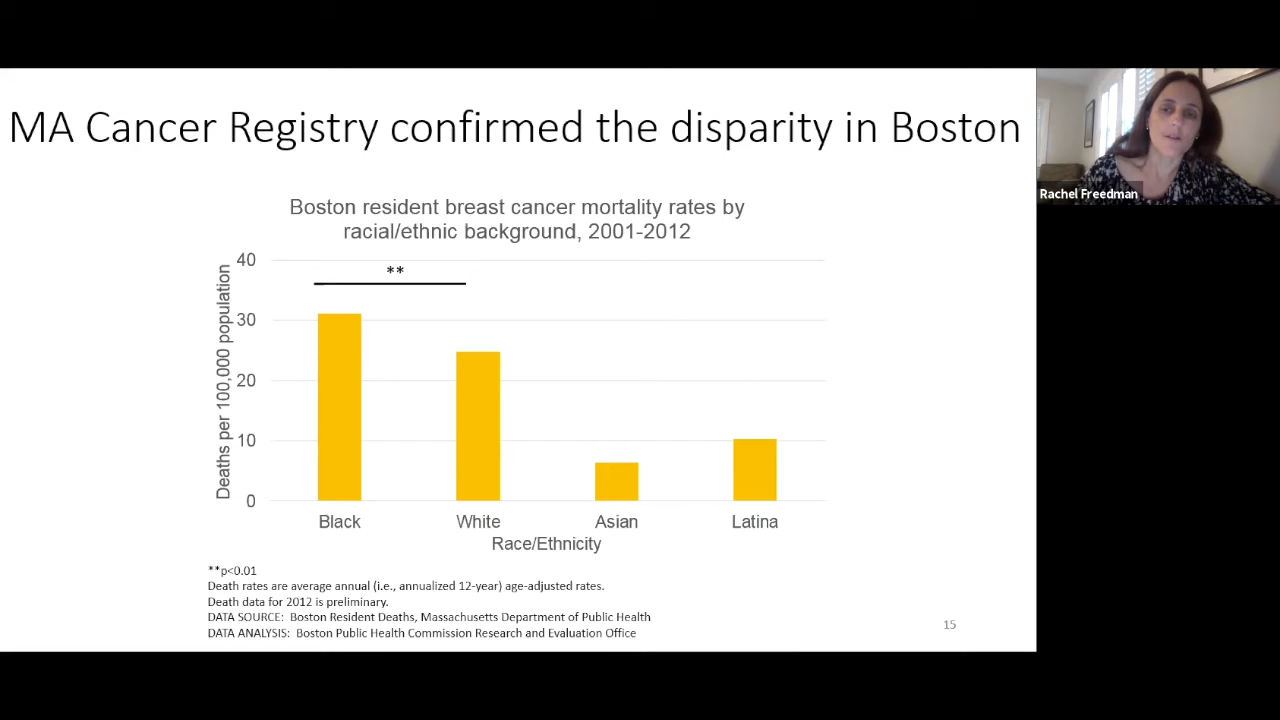 MA Cancer Registry confirmed the disparity in Boston
Rachel Freedman
Boston resident breast cancer mortality rates by
racial/ethnic background, 2001-2012
Deaths per 100,000 population
40
30
20
10
0
**
Black White Asian Latina
Race/Ethnicity
**p<0.01
Death rates are average annual (i.e., annualized 12-year) age-adjusted rates.
Death data for 2012 is preliminary.
DATA SOURCE: Boston Resident Deaths, Massachusetts Department of Public Health
DATA ANALYSIS: Boston Public Health Commission Research and Evaluation Office
15